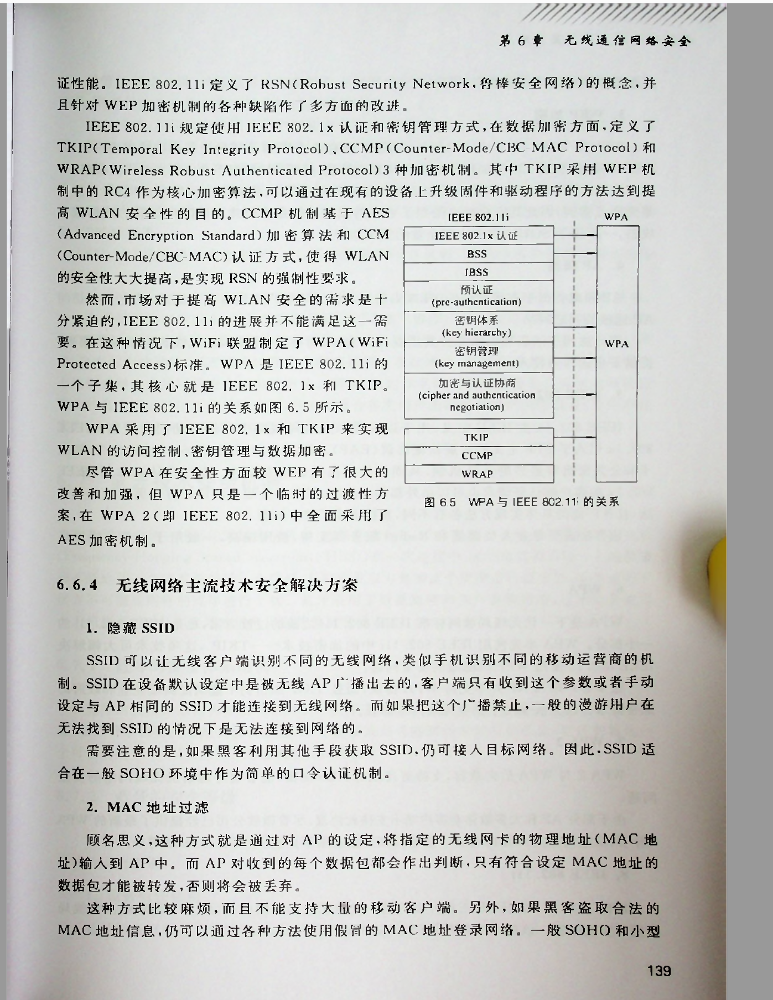 第 6 章 无线通信网络安全
证性能。IEEE 802.11i 定义了 RSN(Robust Security Network,鲁棒安全网络)的概念,并
且针对 WEP 加密机制的各种缺陷作了多方面的改进。
IEEE 802.11i 规定使用 IEEE 802.1x 认证和密钥管理方式,在数据加密方面,定义了
TKIP(Temporal Key Integrity Protocol)、CCMP(Counter-Mode/CBC-MAC Protocol)和
WRAP(Wireless Robust Authenticated Protocol)3 种加密机制。其中 TKIP 采用 WEP 机
制中的 RC4 作为核心加密算法,可以通过在现有的设备上升级固件和驱动程序的方法达到提
高 WLAN 安全性的目的。CCMP 机制基于 AES
(Advanced Encryption Standard)加密算法和 CCM
(Counter-Mode/CBC-MAC)认证方式,使得 WLAN
的安全性大大提高,是实现 RSN 的强制性要求。
然而,市场对于提高 WLAN 安全的需求是十
分紧迫的,IEEE 802.11i 的进展并不能满足这一需
要。在这种情况下,WiFi 联盟制定了 WPA(WiFi
Protected Access)标准。WPA 是 IEEE 802.11i 的
一个子集,其核心就是 IEEE 802.1x 和 TKIP。
WPA 与 IEEE 802.11i 的关系如图 6.5 所示。
WPA 采用了 IEEE 802.1x 和 TKIP 来实现
WLAN 的访问控制、密钥管理与数据加密。
尽管 WPA 在安全性方面较 WEP 有了很大的
改善和加强,但 WPA 只是一个临时的过渡性方
案,在 WPA 2(即 IEEE 802.11i)中全面采用了
AES 加密机制。
IEEE 802.11i
WPA
IEEE 802.1x 认证
BSS
IBSS
预认证
(pre-authentication)
密钥体系
(key hierarchy)
密钥管理
(key management)
加密与认证协商
(cipher and authentication
negotiation)
TKIP
CCMP
WRAP
WPA
图 6.5 WPA 与 IEEE 802.11i 的关系
6.6.4 无线网络主流技术安全解决方案
1. 隐藏 SSID
SSID 可以让无线客户端识别不同的无线网络,类似手机识别不同的移动运营商的机
制。SSID 在设备默认设定中是被无线 AP 广播出去的,客户端只有收到这个参数或者手动
设定与 AP 相同的 SSID 才能连接到无线网络。而如果把这个广播禁止,一般的漫游用户在
无法找到 SSID 的情况下是无法连接到网络的。
需要注意的是,如果黑客利用其他手段获取 SSID,仍可接入目标网络。因此,SSID 适
合在一般 SOHO 环境中作为简单的口令认证机制。
2. MAC 地址过滤
顾名思义,这种方式就是通过对 AP 的设定,将指定的无线网卡的物理地址(MAC 地
址)输入到 AP 中。而 AP 对收到的每个数据包都会作出判断,只有符合设定 MAC 地址的
数据包才能被转发,否则将会被丢弃。
这种方式比较麻烦,而且不能支持大量的移动客户端。另外,如果黑客盗取合法的
MAC 地址信息,仍可以通过各种方法使用假冒的 MAC 地址登录网络。一般 SOHO 和小型
139